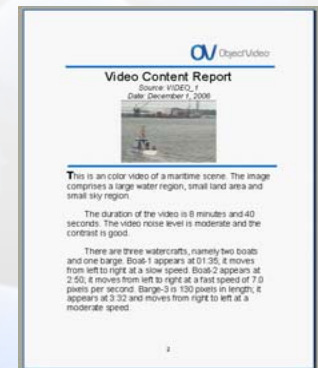 OV ObjectVideo
Video Content Report
Source: VIDEO_1
Date: December 1, 2006
This is an color video of a maritime scene. The image
comprises a large water region, small land area and
small sky region.
The duration of the video is 8 minutes and 40
seconds. The video noise level is moderate and the
contrast is good.
There are three watercrafts, namely two boats
and one barge. Boat-1 appears at 01:35, it moves
from left to right at a slow speed. Boat-2 appears at
2:50, it moves from left to right at a fast speed of 7.0
pixels per second. Barge-3 is 130 pixels in length; it
appears at 3:32 and moves from right to left at a
moderate speed.